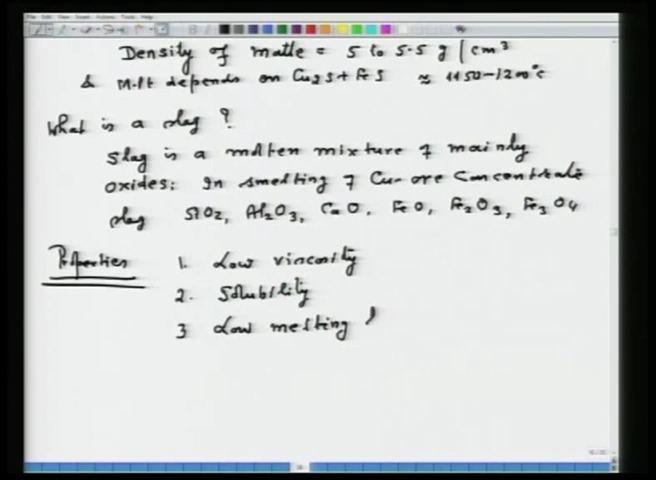 Density of matte = 5 to 5.5 g/cm³
& M.Pt depends on Cu2S + FeS ≈ 1150-1200°C
What is a slag ?
Slag is a molten mixture of mainly
oxides: In smelting of Cu-ore concentrate
slag SiO2, Al2O3, CaO, FeO, Fe2O3, Fe3O4
Properties 1. Low viscosity
2. Solubility
3 Low melting